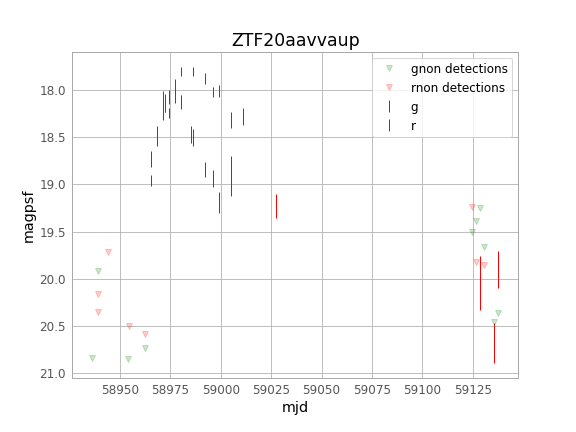 ZTF20aavvaup
gnon detections
rnon detections
g
r
magpsf
18.0
18.5
19.0
19.5
20.0
20.5
21.0
58950 58975 59000 59025 59050 59075 59100 59125
mjd